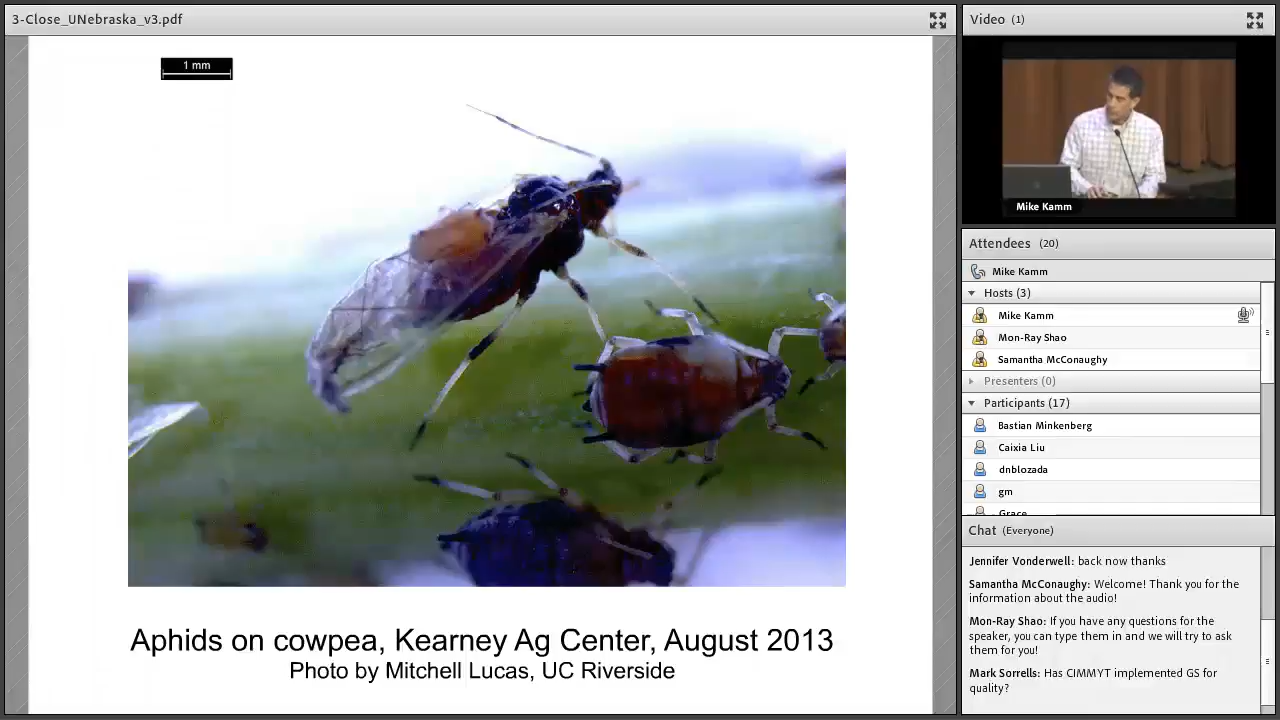 3-Close_UNebraska_v3.pdf
1 mm
Aphids on cowpea, Kearney Ag Center, August 2013
Photo by Mitchell Lucas, UC Riverside
Video (1)
Mike Kamm
Attendees (20)
Mike Kamm
Hosts (3)
Mike Kamm
Mon-Ray Shao
Samantha McConaughy
Presenters (0)
Participants (17)
Bastian Minkenberg
Caixia Liu
dnblozada
gm
Grace
Chat (Everyone)
Jennifer Vonderwell: back now thanks
Samantha McConaughy: Welcome! Thank you for the
information about the audio!
Mon-Ray Shao: If you have any questions for the
speaker, you can type them in and we will try to ask
them for you!
Mark Sorrells: Has CIMMYT implemented GS for
quality?